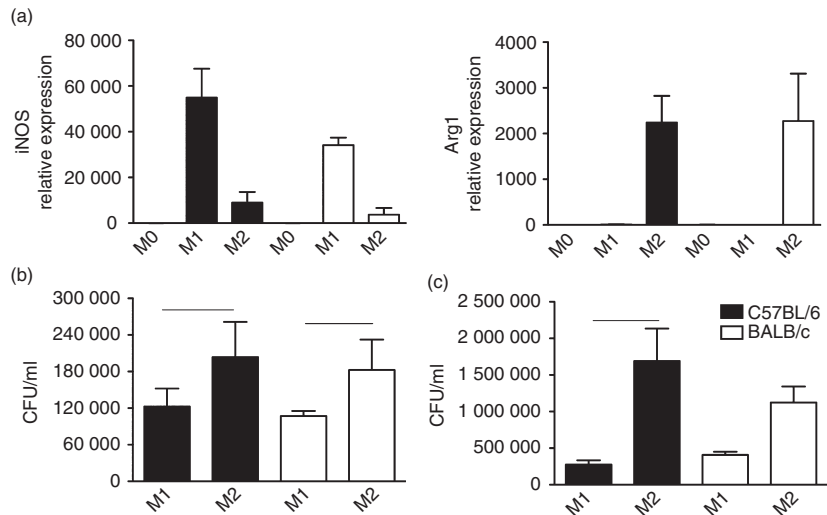 (a)
iNOS
relative expression
80 000
60 000
40 000
20 000
0
M0
M1
M2
M0
M1
M2
Arg1
relative expression
4000
3000
2000
1000
0
M0
M1
M2
M0
M1
M2
(b)
CFU/ml
300 000
240 000
180 000
120 000
60 000
0
M1
M2
M1
M2
(c)
CFU/ml
2 500 000
2 000 000
1 500 000
1 000 000
500 000
0
M1
M2
M1
M2
C57BL/6
BALB/c